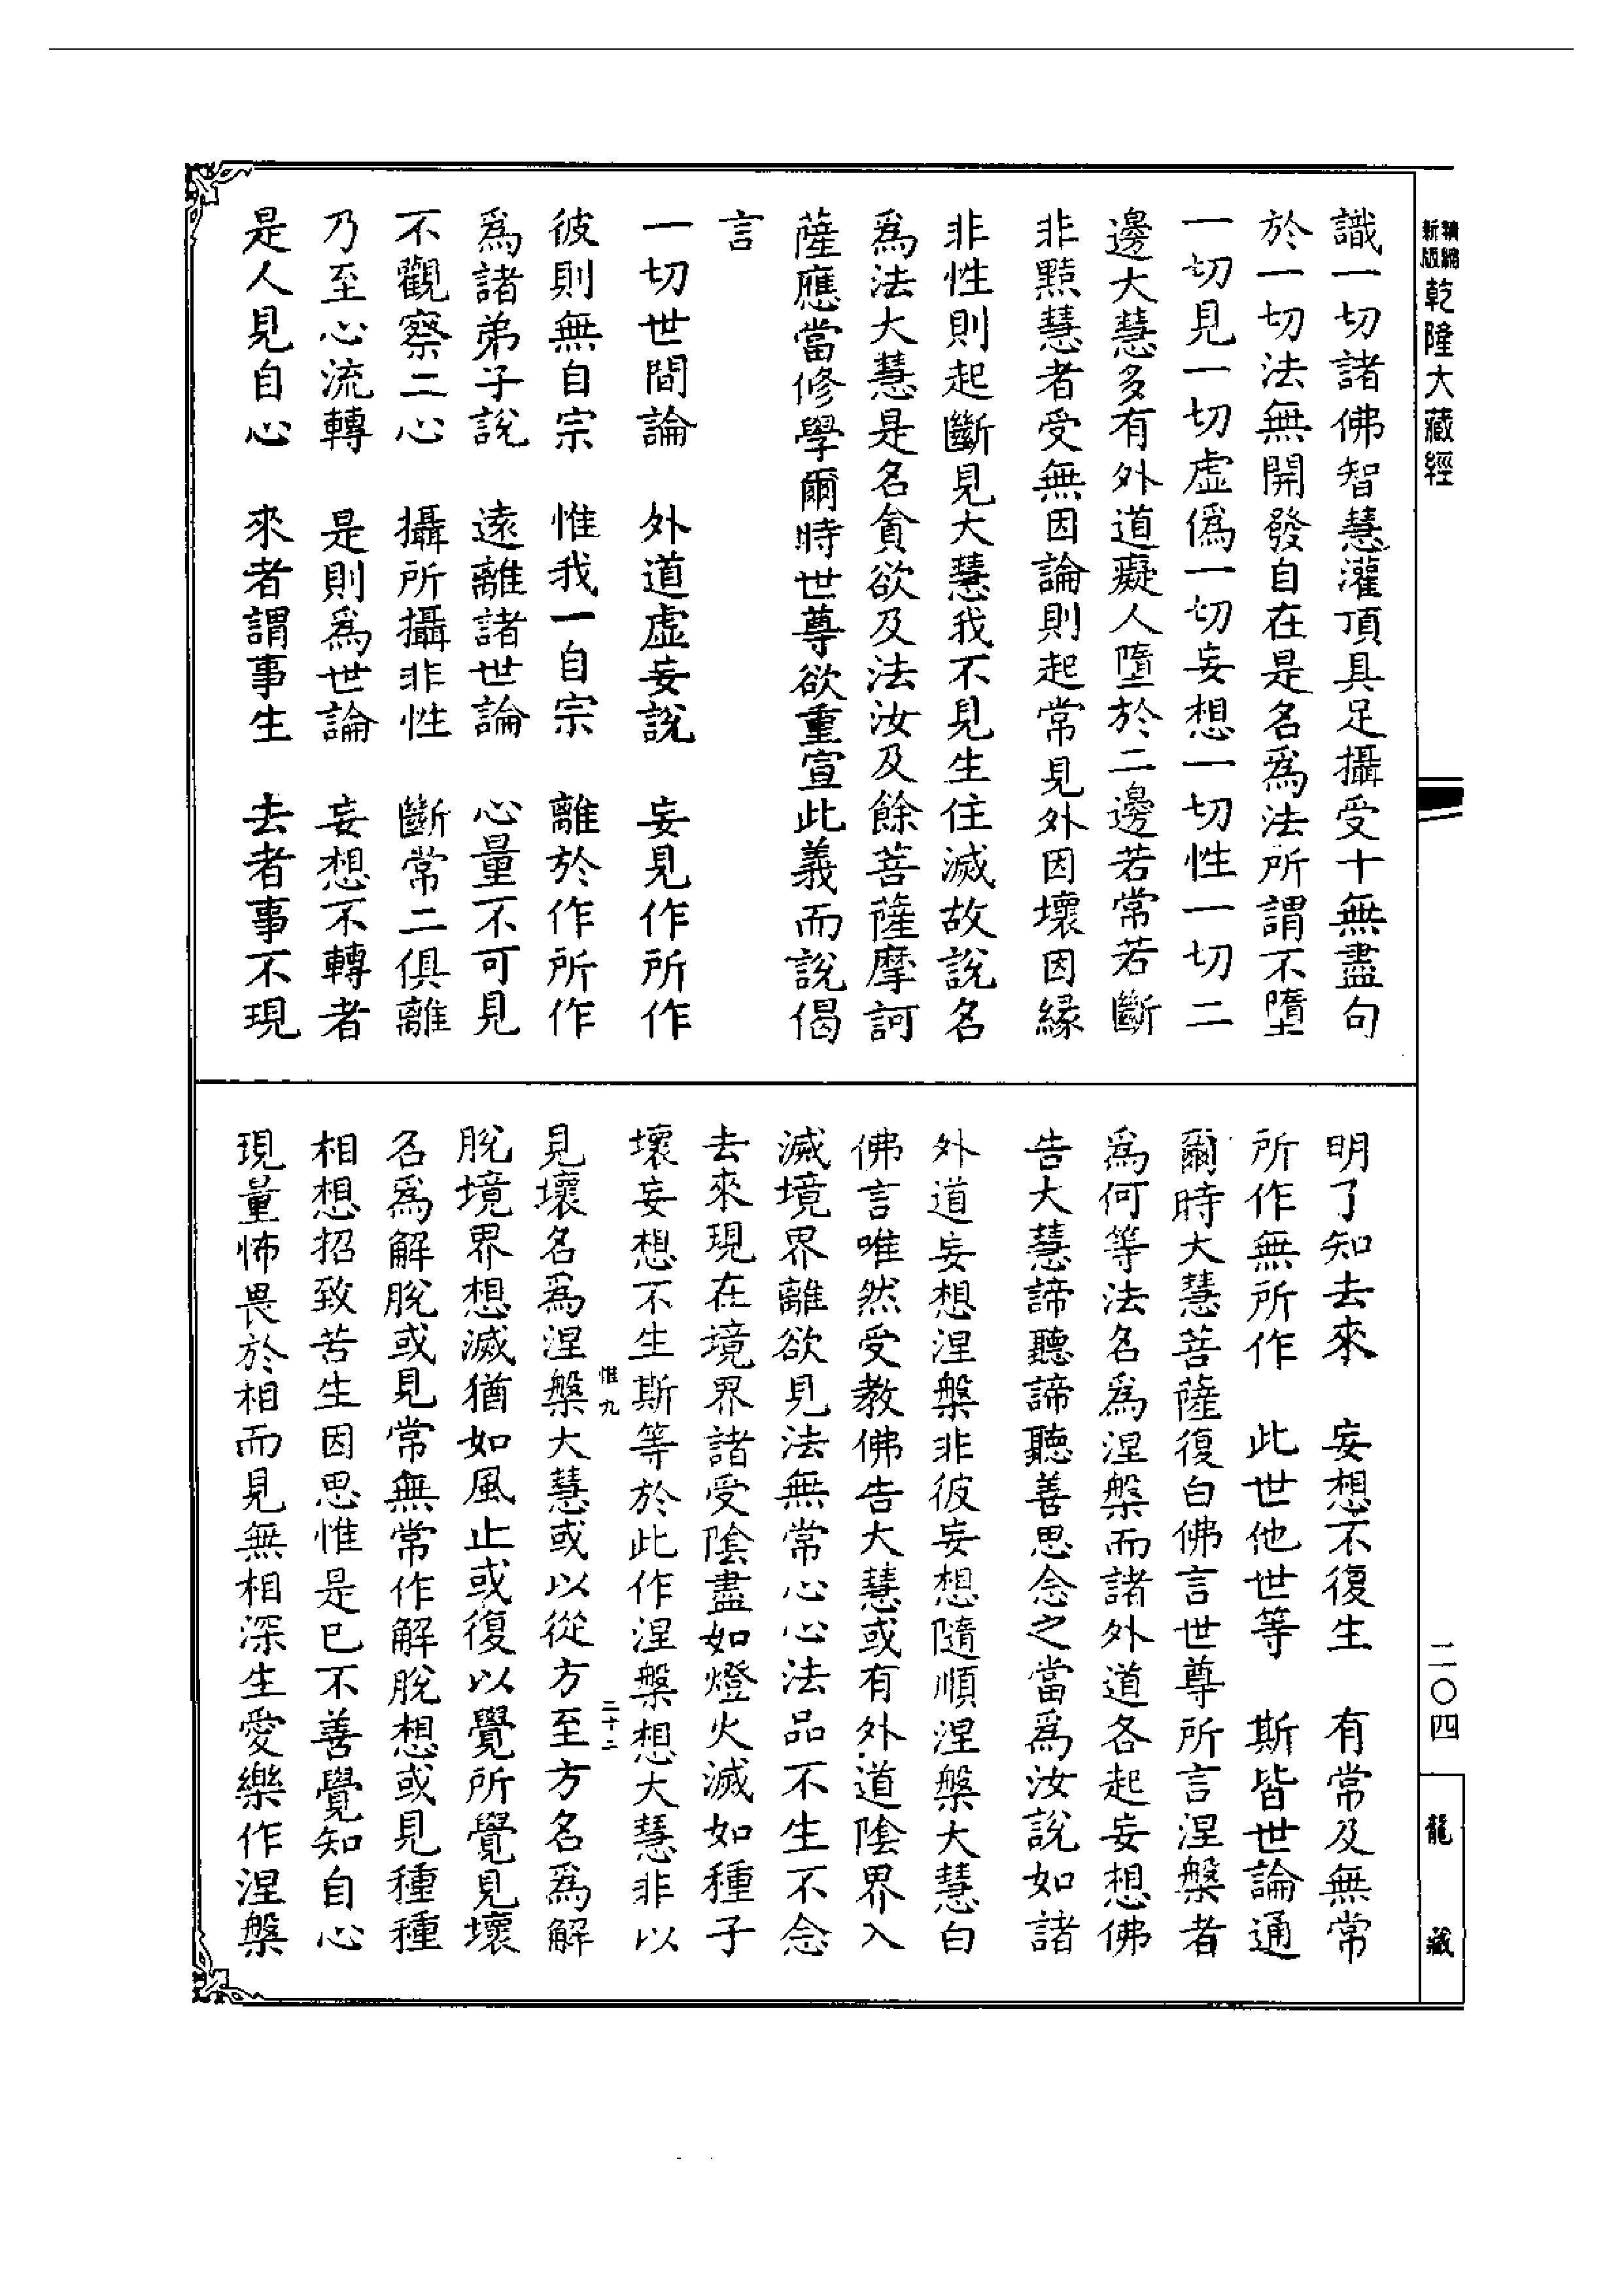 新編縮版乾隆大藏經
識一切諸佛智慧灌頂具足攝受十無盡句
於一切法無開發自在是名爲法所謂不墮
一切見一切虛僞一切妄想一切性一切二
邊大慧多有外道癡人墮於二邊若常若斷
非黠慧者受無因論則起常見外因壞因緣
非性則起斷見大慧我不見生住滅故說名
爲法大慧是名貪欲及法汝及餘菩薩摩訶
薩應當修學爾時世尊欲重宣此義而說偈
言
一切世間論　外道虛妄說　妄見作所作
彼則無自宗　惟我一自宗　離於作所作
爲諸弟子說　遠離諸世論　心量不可見
不觀察二心　攝所攝非性　斷常二俱離
乃至心流轉　是則爲世論　妄想不轉者
是人見自心　來者謂事生　去者事不現
明了知去來　妄想不復生　有常及無常
所作無所作　此世他世等　斯皆世論通
爾時大慧菩薩復白佛言世尊所言涅槃者
爲何等法名爲涅槃而諸外道各起妄想佛
告大慧諦聽諦聽善思念之當爲汝說如諸
外道妄想涅槃非彼妄想隨順涅槃大慧白
佛言唯然受教佛告大慧或有外道陰界入
滅境界離欲見法無常心心法品不生不念
去來現在境界諸受陰盡如燈火滅如種子
壞妄想不生斯等於此作涅槃想大慧非以
惟九　二十二
見壞名爲涅槃大慧或以從方至方名爲解
脫境界想滅猶如風止或復以覺所覺見壞
名爲解脫或見常無常作解脫想或見種種
相想招致苦生因思惟是已不善覺知自心
現量怖畏於相而見無相深生愛樂作涅槃
二〇四
龍藏